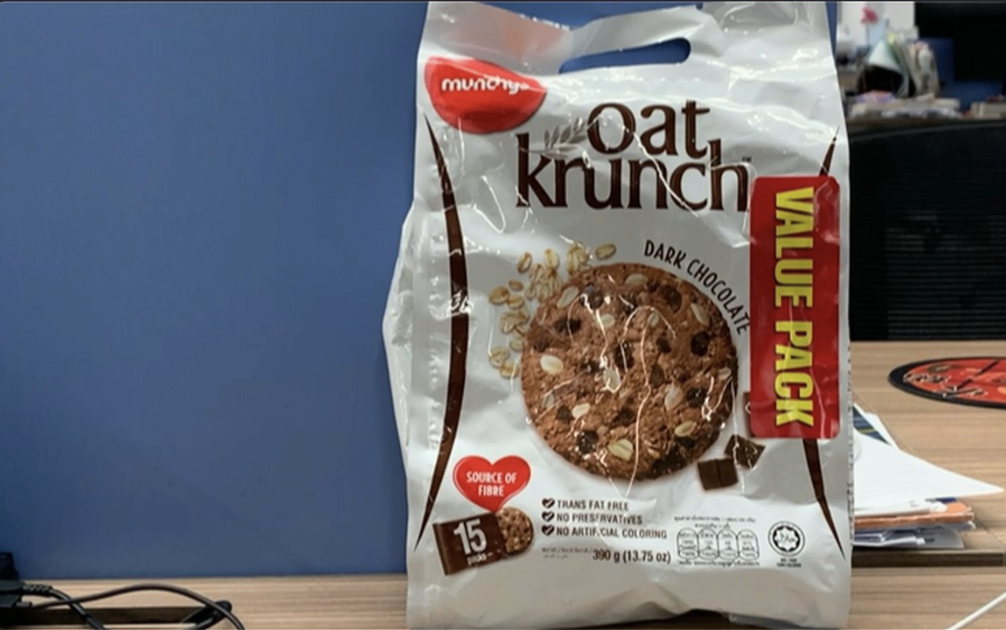 munchy's
oat
krunch
DARK CHOCOLATE
VALUE PACK
SOURCE OF
FIBRE
TRANS FAT FREE
NO PRESERVATIVES
NO ARTIFICIAL COLORING
15
packs
390 g (13.75 oz)